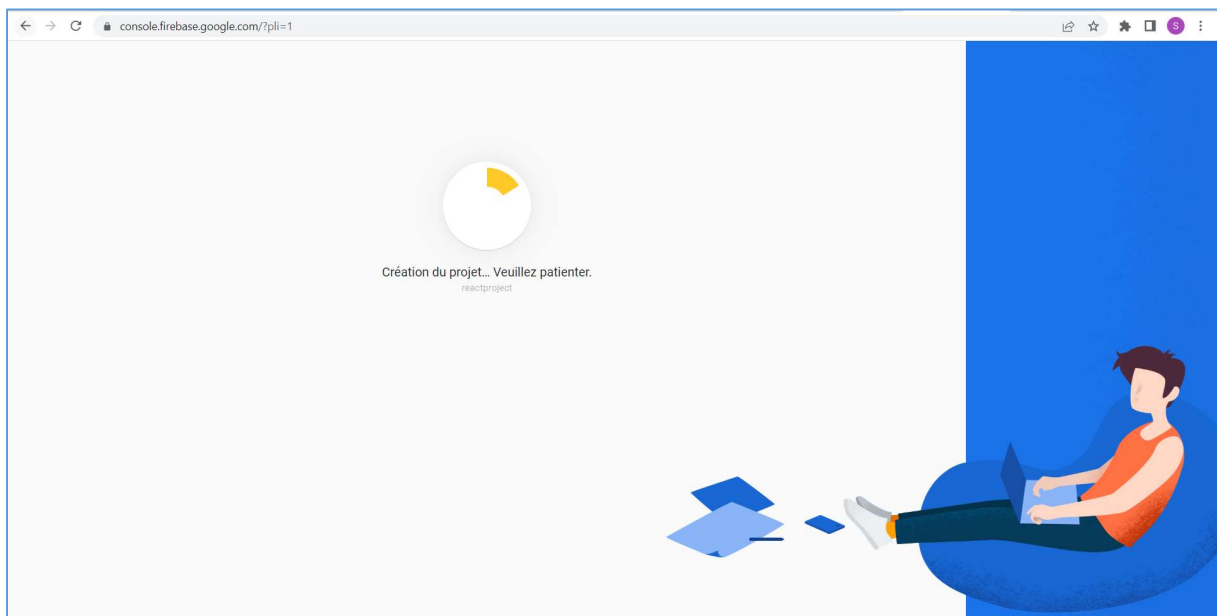 console.firebase.google.com/?pli=1
S
Création du projet... Veuillez patienter.
reactproject